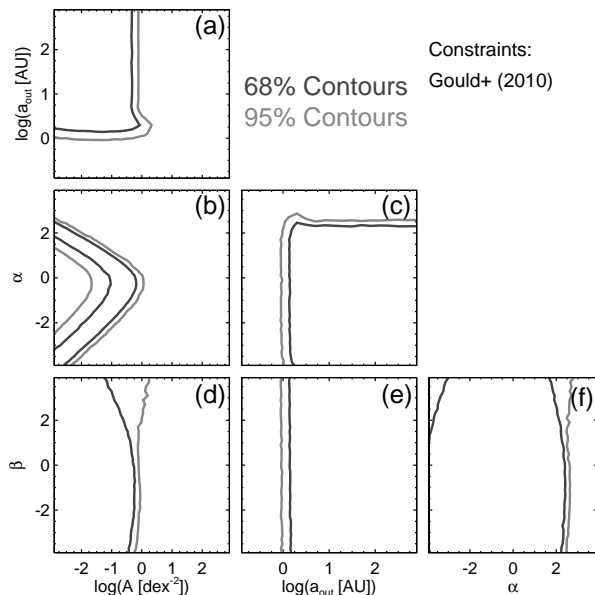 (a)
2
1
0
log(a_out [AU])
68% Contours
95% Contours
Constraints:
Gould+ (2010)
(b)
2
0
-2
α
(c)
(d)
2
0
-2
β
(e)
(f)
-2 -1 0 1 2
log(A [dex^-2])
-0 0 1 2
log(a_out [AU])
-2 0 2
α